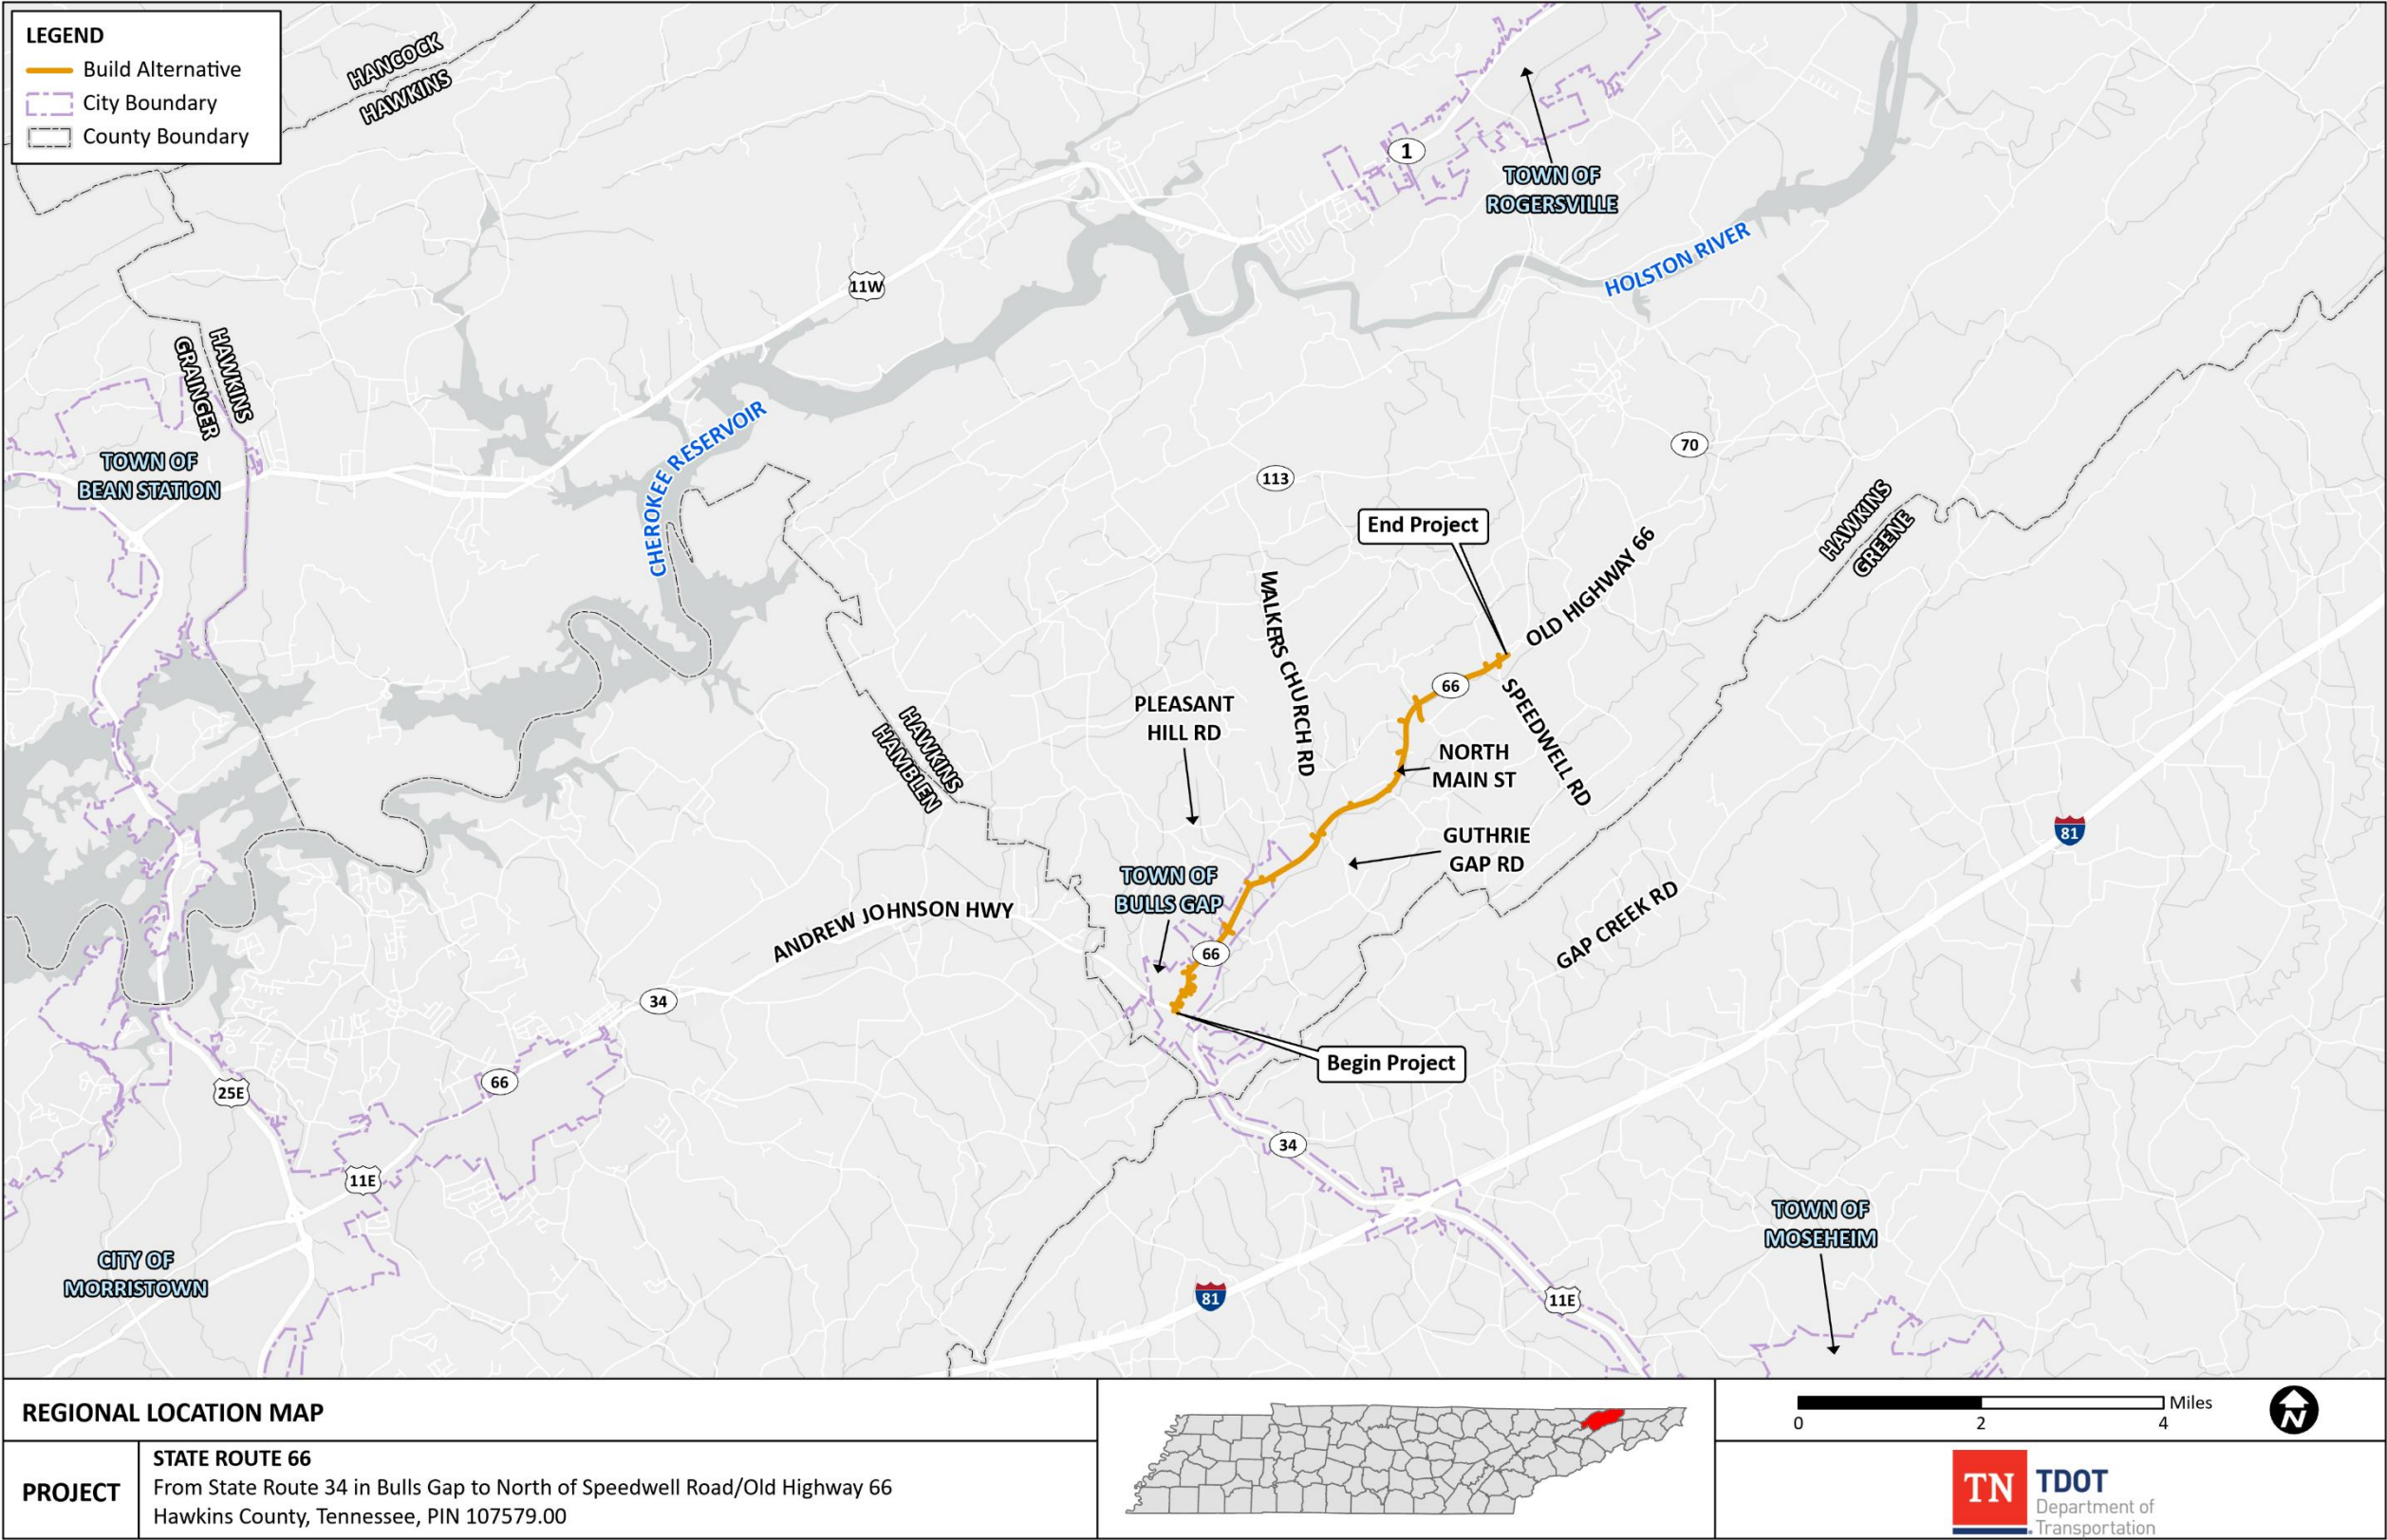 LEGEND
Build Alternative
City Boundary
County Boundary
HANCOCK
HAWKINS
1
TOWN OF
ROGERSVILLE
HOLSTON RIVER
11W
HAWKINS
GRAINGER
TOWN OF
BEAN STATION
CHEROKEE RESERVOIR
70
113
HAWKINS
GREENE
End Project
OLD HIGHWAY 66
WALKERS CHURCH RD
66
SPEEDWELL RD
PLEASANT
HILL RD
HAWKINS
HAMBLEN
NORTH
MAIN ST
81
GUTHRIE
GAP RD
TOWN OF
BULLS GAP
ANDREW JOHNSON HWY
GAP CREEK RD
66
34
Begin Project
66
25E
34
11E
TOWN OF
MOSEHEIM
CITY OF
MORRISTOWN
81
11E
REGIONAL LOCATION MAP
PROJECT
STATE ROUTE 66
From State Route 34 in Bulls Gap to North of Speedwell Road/Old Highway 66
Hawkins County, Tennessee, PIN 107579.00
Miles
0 2 4
N
TN
TDOT
Department of
Transportation